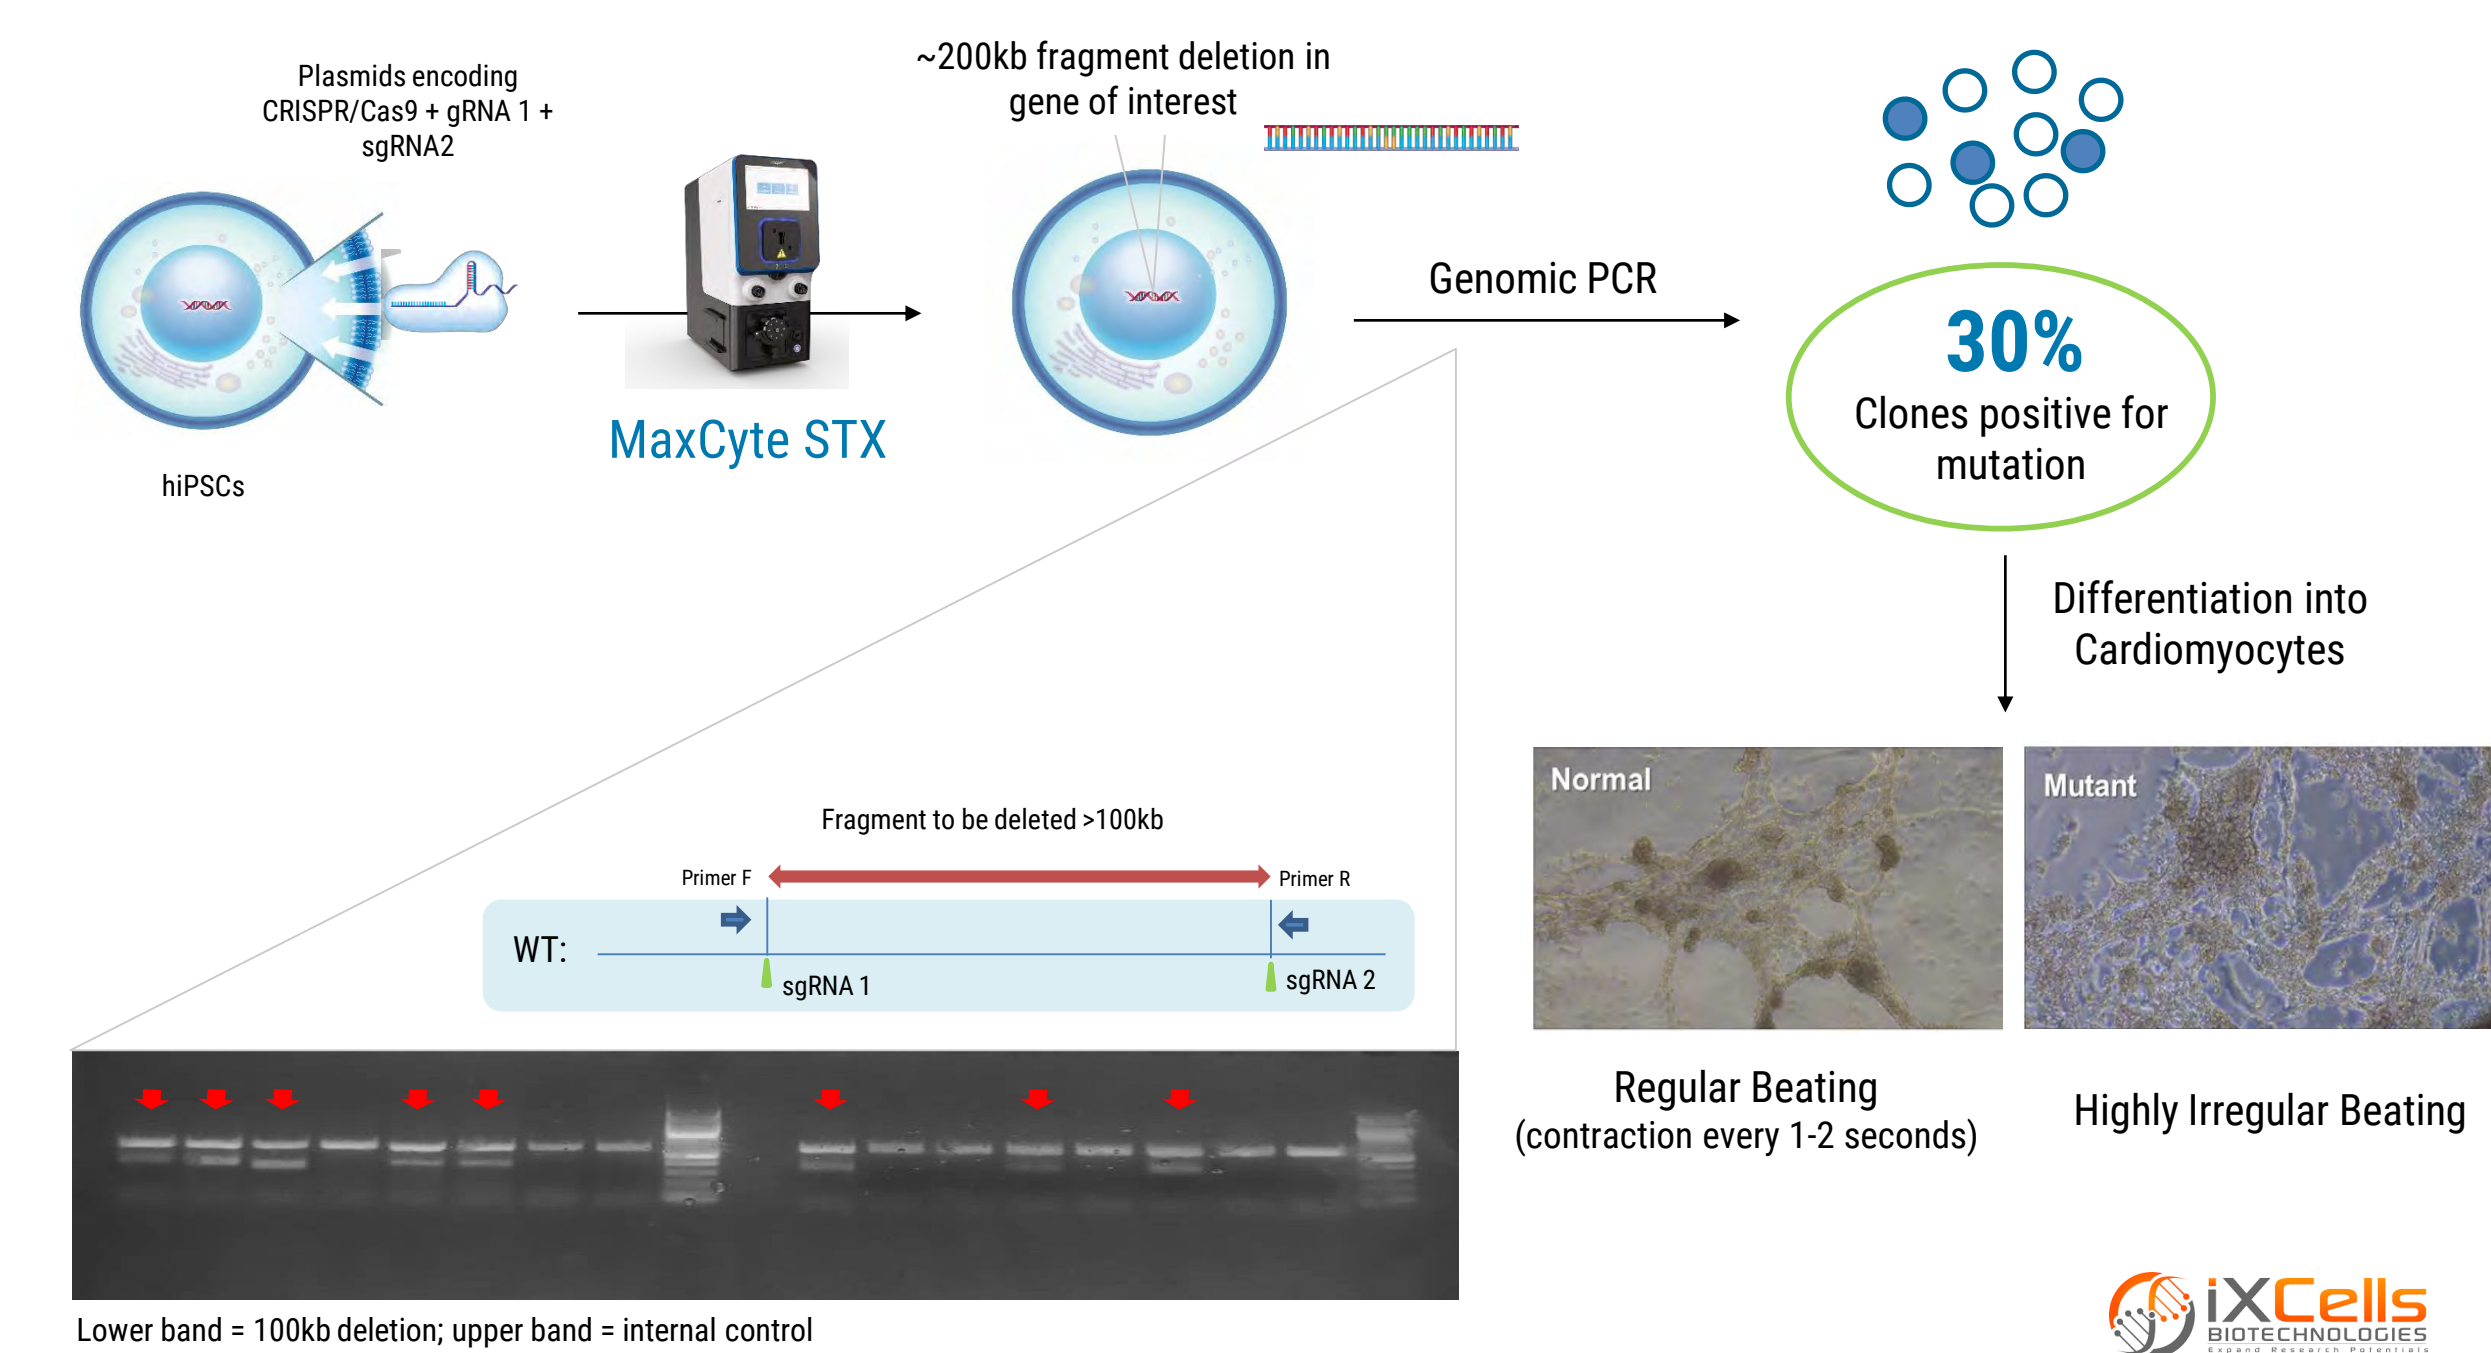 Plasmids encoding
CRISPR/Cas9 + gRNA 1 +
sgRNA2
hiPSCs
MaxCyte STX
~200kb fragment deletion in
gene of interest
Genomic PCR
30%
Clones positive for
mutation
Differentiation into
Cardiomyocytes
Normal
Mutant
Regular Beating
(contraction every 1-2 seconds)
Highly Irregular Beating
Fragment to be deleted >100kb
Primer F
Primer R
WT:
sgRNA 1
sgRNA 2
Lower band = 100kb deletion; upper band = internal control
iXCells
BIOTECHNOLOGIES
Expand Research Potentials